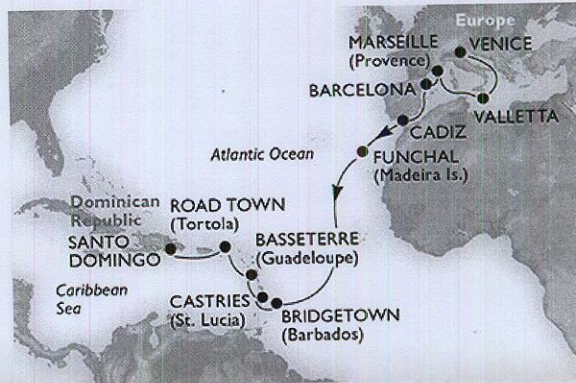 Europe
MARSEILLE
(Provence)
VENICE
BARCELONA
VALLETTA
CADIZ
Atlantic Ocean
FUNCHAL
(Madeira Is.)
Dominican
Republic
ROAD TOWN
(Tortola)
SANTO
DOMINGO
BASSETERRE
(Guadeloupe)
Caribbean
Sea
CASTRIES
(St. Lucia)
BRIDGETOWN
(Barbados)